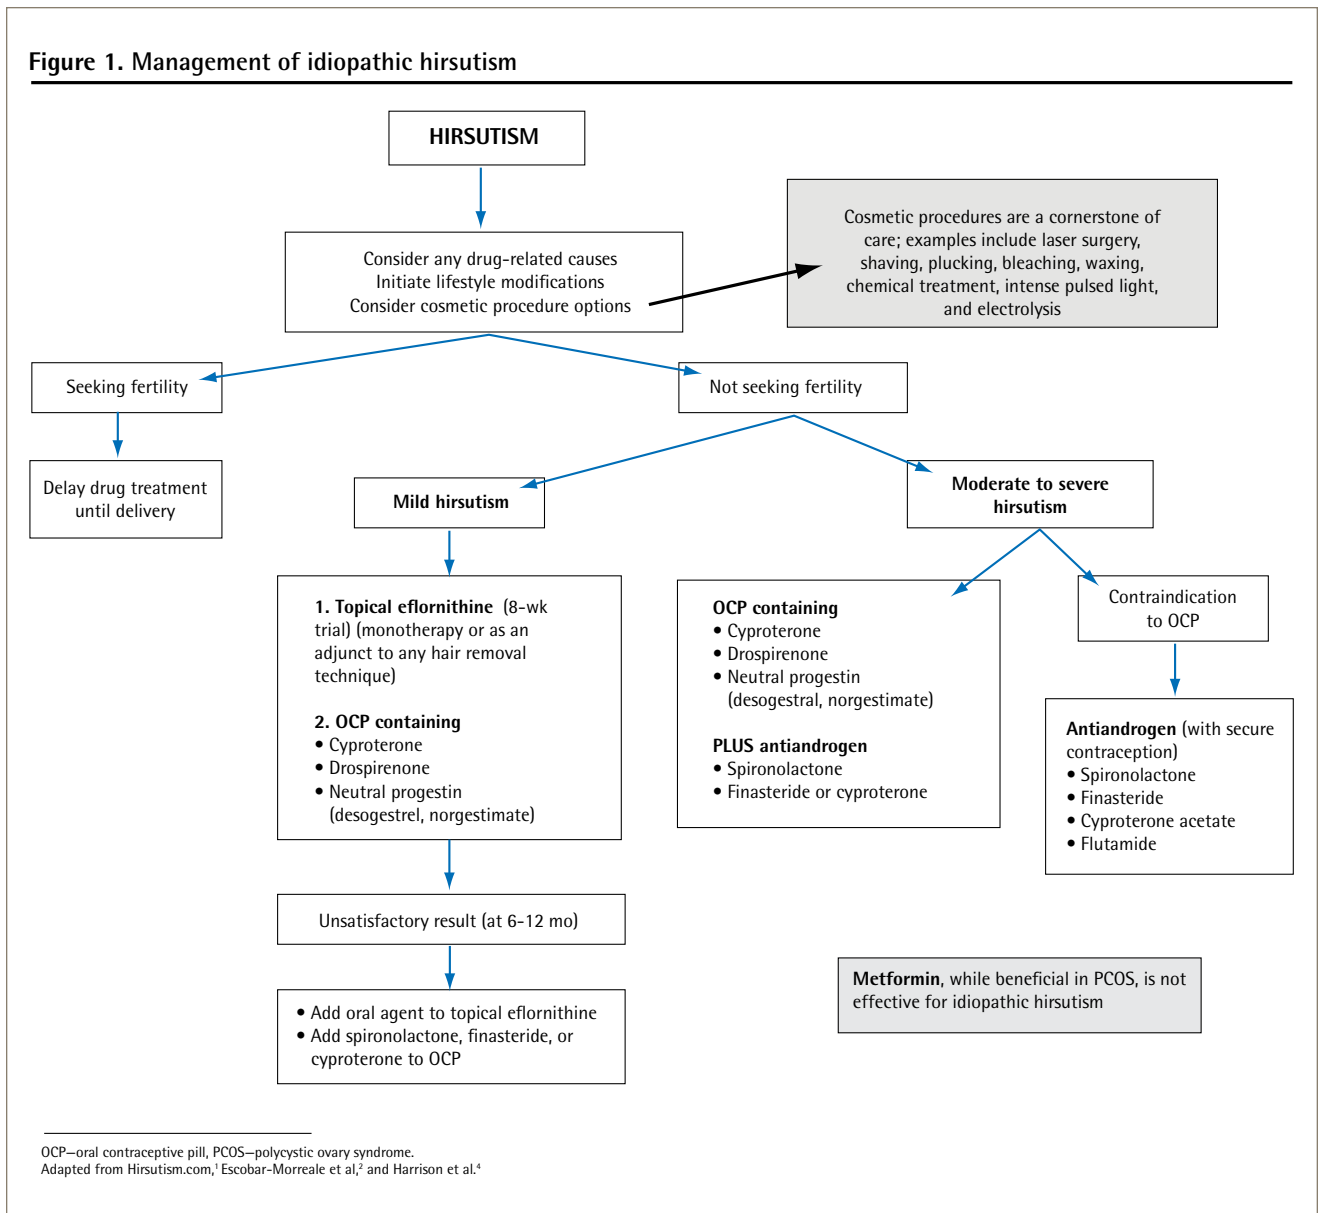 Figure 1. Management of idiopathic hirsutism
HIRSUTISM
Consider any drug-related causes
Initiate lifestyle modifications
Consider cosmetic procedure options
Cosmetic procedures are a cornerstone of
care; examples include laser surgery,
shaving, plucking, bleaching, waxing,
chemical treatment, intense pulsed light,
and electrolysis
Seeking fertility
Not seeking fertility
Delay drug treatment
until delivery
Mild hirsutism
Moderate to severe
hirsutism
1. Topical eflornithine (8-wk
trial) (monotherapy or as an
adjunct to any hair removal
technique)
2. OCP containing
• Cyproterone
• Drospirenone
• Neutral progestin
(desogestrel, norgestimate)
OCP containing
• Cyproterone
• Drospirenone
• Neutral progestin
(desogestral, norgestimate)
PLUS antiandrogen
• Spironolactone
• Finasteride or cyproterone
Contraindication
to OCP
Antiandrogen (with secure
contraception)
• Spironolactone
• Finasteride
• Cyproterone acetate
• Flutamide
Unsatisfactory result (at 6-12 mo)
• Add oral agent to topical eflornithine
• Add spironolactone, finasteride, or
cyproterone to OCP
Metformin, while beneficial in PCOS, is not
effective for idiopathic hirsutism
OCP—oral contraceptive pill, PCOS—polycystic ovary syndrome.
Adapted from Hirsutism.com,¹ Escobar-Morreale et al,² and Harrison et al.⁴